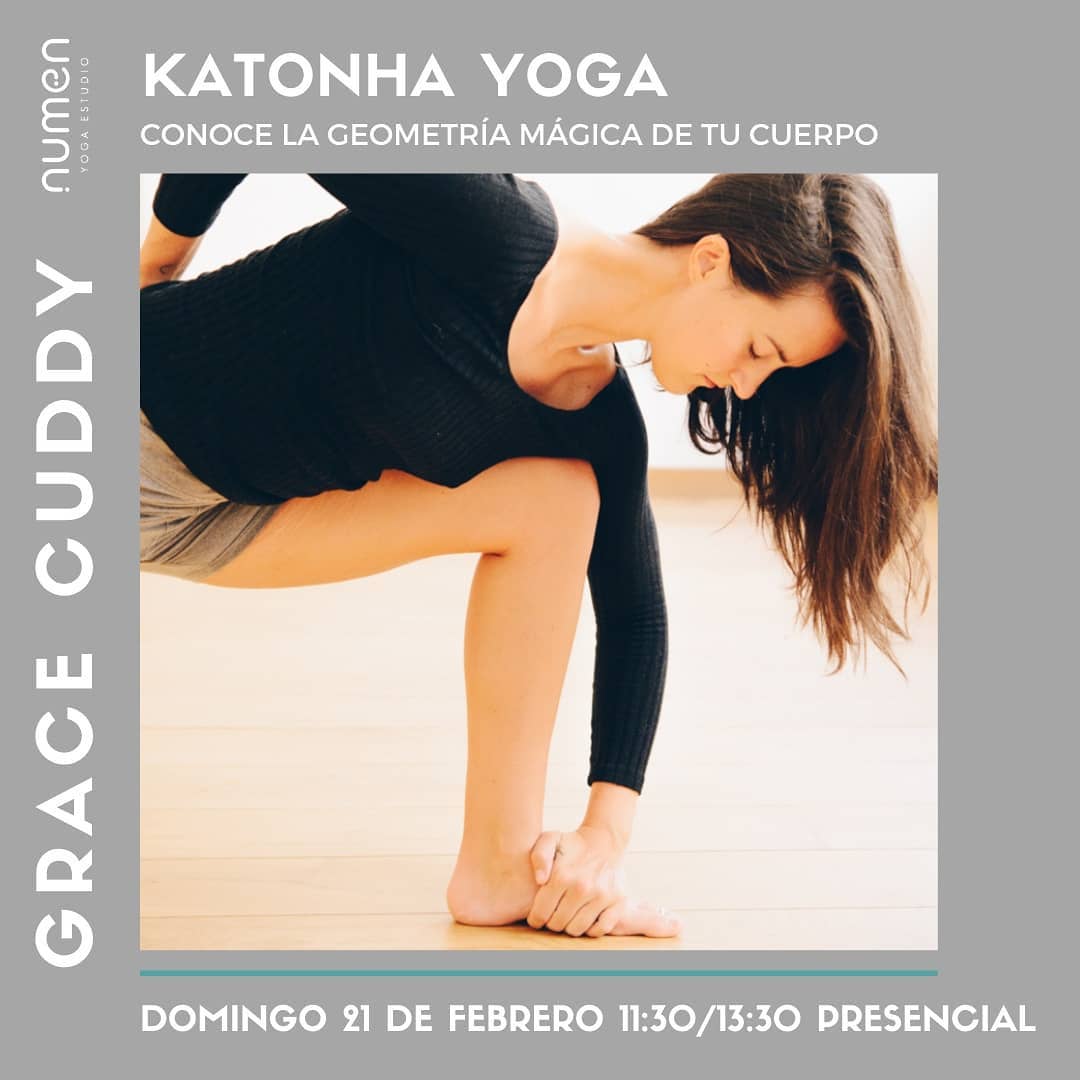 numen
YOGA ESTUDIO
KATONHA YOGA
CONOCE LA GEOMETRÍA MÁGICA DE TU CUERPO
GRACE CUDDY
DOMINGO 21 DE FEBRERO 11:30/13:30 PRESENCIAL